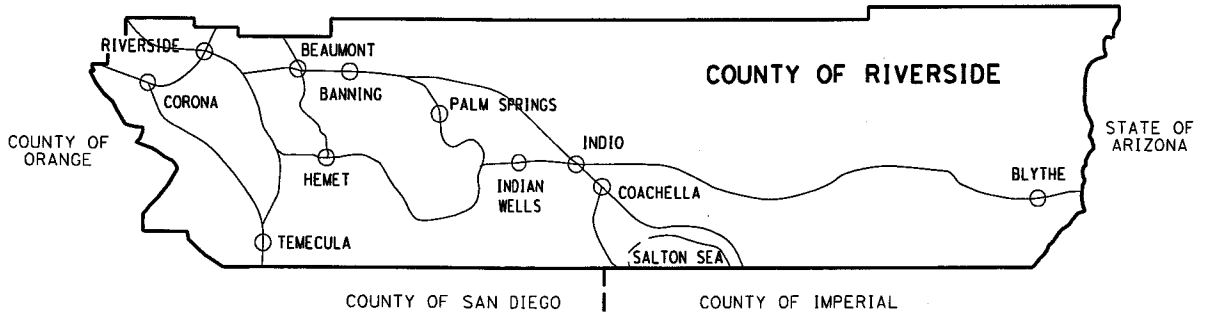 RIVERSIDE
BEAUMONT
COUNTY OF RIVERSIDE
BANNING
CORONA
PALM SPRINGS
STATE OF
ARIZONA
COUNTY OF
ORANGE
INDIO
HEMET
INDIAN
WELLS
COACHELLA
BLYTHE
TEMECULA
SALTON SEA
COUNTY OF SAN DIEGO
COUNTY OF IMPERIAL